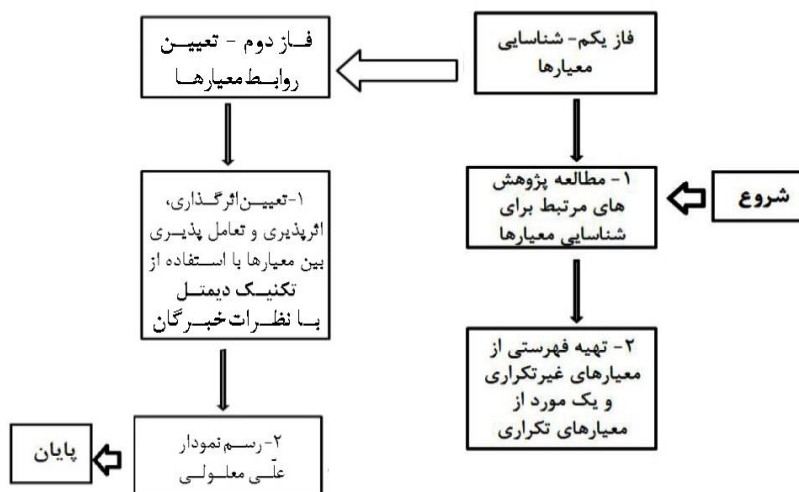 فاز یکم- شناسایی
معیارها
فاز دوم - تعیین
روابط معیارها
شروع
۱- مطالعه پژوهش
های مرتبط برای
شناسایی معیارها
۲- تهیه فهرستی از
معیارهای غیرتکراری
و یک مورد از
معیارهای تکراری
۱-تعیین اثرگذاری،
اثرپذیری و تعامل پذیری
بین معیارها با استفاده از
تکنیک دیمتل
با نظرات خبرگان
۲-رسم نمودار
علّی معلولی
پایان